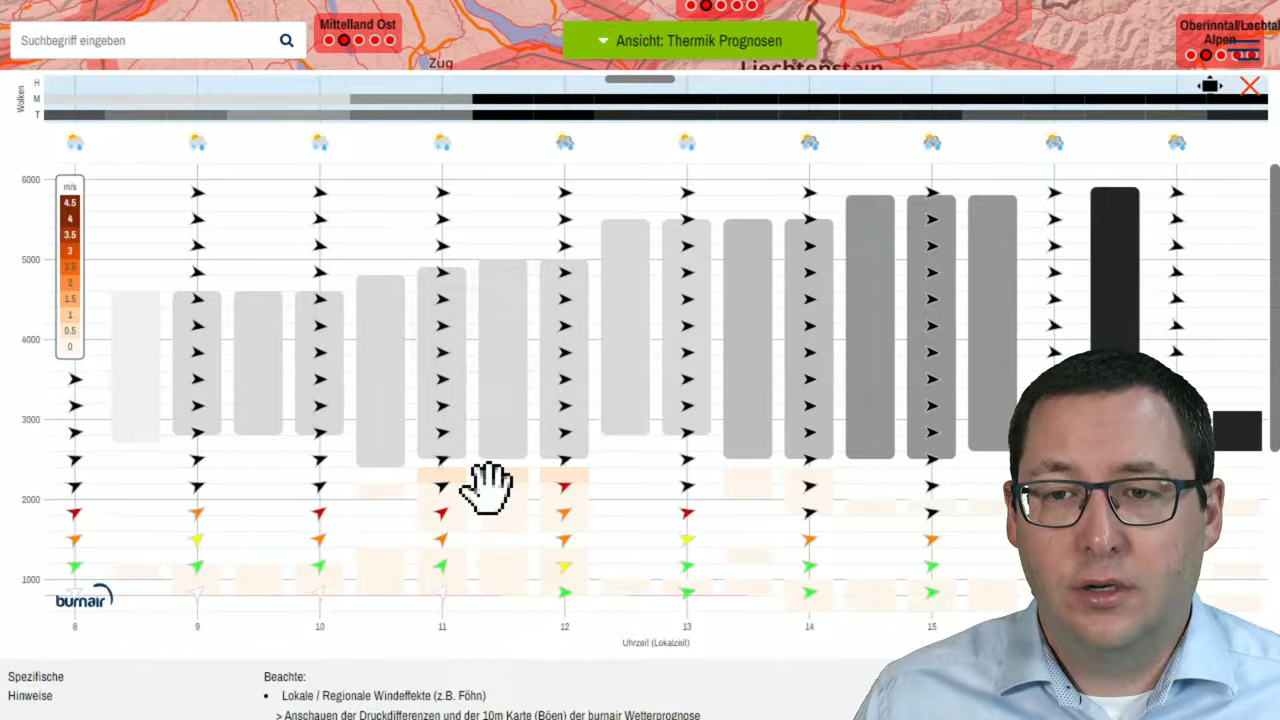 Mittelland Ost
Suchbegriff eingeben
Ansicht: Thermik Prognosen
Zug
Liechtenstein
Alpen
Wolken
H
M
T
m/s
4.5
4
3.5
3
2.5
2
1.5
1
0.5
0
6000
5000
4000
3000
2000
1000
burnair
8
9
10
11
12
13
14
15
Uhrzeit (Lokalzeit)
Spezifische
Hinweise
Beachte:
• Lokale / Regionale Windeffekte (z.B. Föhn)
> Anschauen der Druckdifferenzen und der 10m Karte (Böen) der burnair Wetterprognose